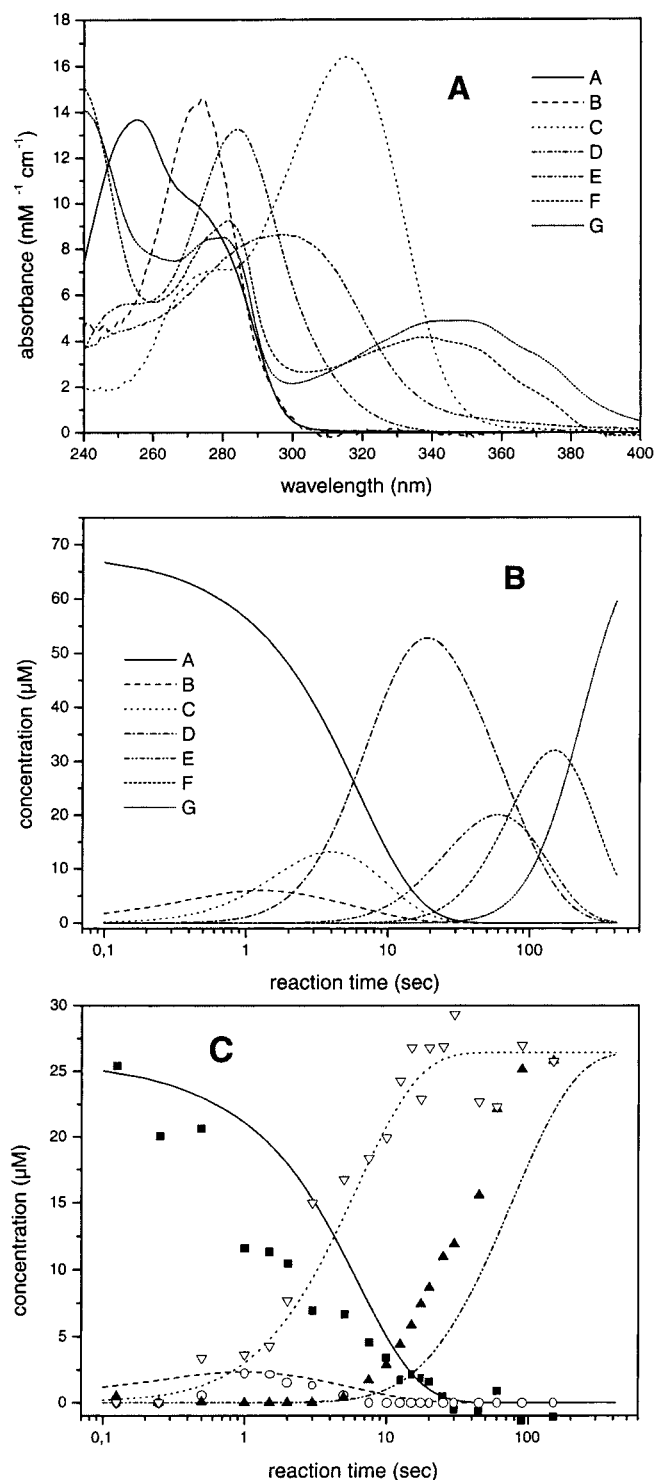 18
16
14
12
10
8
6
4
2
0
absorbance (mM⁻¹ cm⁻¹)
A
A
B
C
D
E
F
G
240 260 280 300 320 340 360 380 400
wavelength (nm)
70
60
50
40
30
20
10
0
concentration (µM)
B
A
B
C
D
E
F
G
0,1 1 10 100
reaction time (sec)
30
25
20
15
10
5
0
concentration (µM)
C
0,1 1 10 100
reaction time (sec)